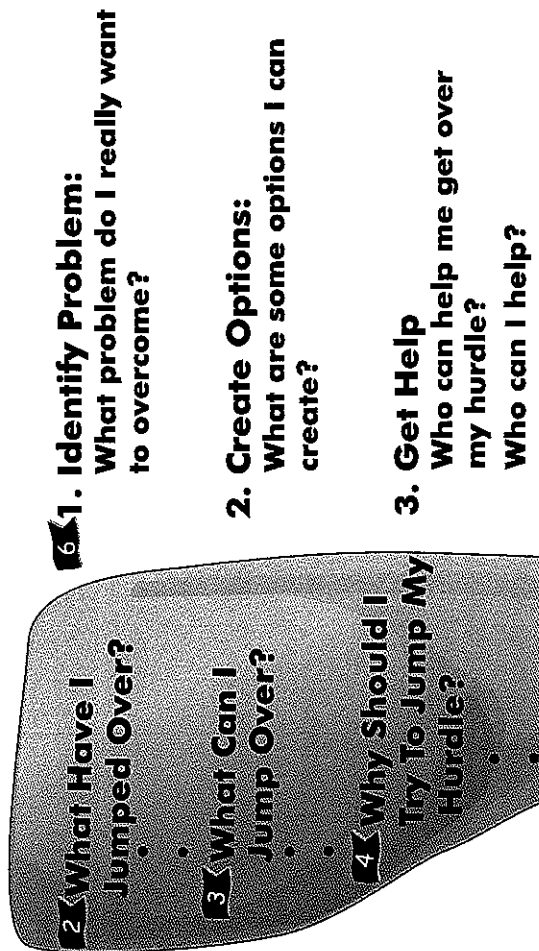 2 What Have I
Jumped Over?
•
•
3 What Can I
Jump Over?
•
•
4 Why Should I
Try To Jump My
Hurdle?
•
•
6 1. Identify Problem:
What problem do I really want
to overcome?
2. Create Options:
What are some options I can
create?
3. Get Help
Who can help me get over
my hurdle?
Who can I help?